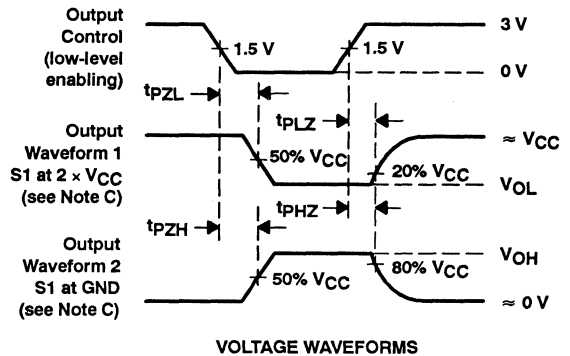 Output
Control
(low-level
enabling)
3 V
1.5 V
1.5 V
0 V
tPZL
tPLZ
Output
Waveform 1
S1 at 2 × VCC
(see Note C)
≈ VCC
50% VCC
20% VCC
VOL
tPZH
tPHZ
Output
Waveform 2
S1 at GND
(see Note C)
VOH
50% VCC
80% VCC
≈ 0 V
VOLTAGE WAVEFORMS